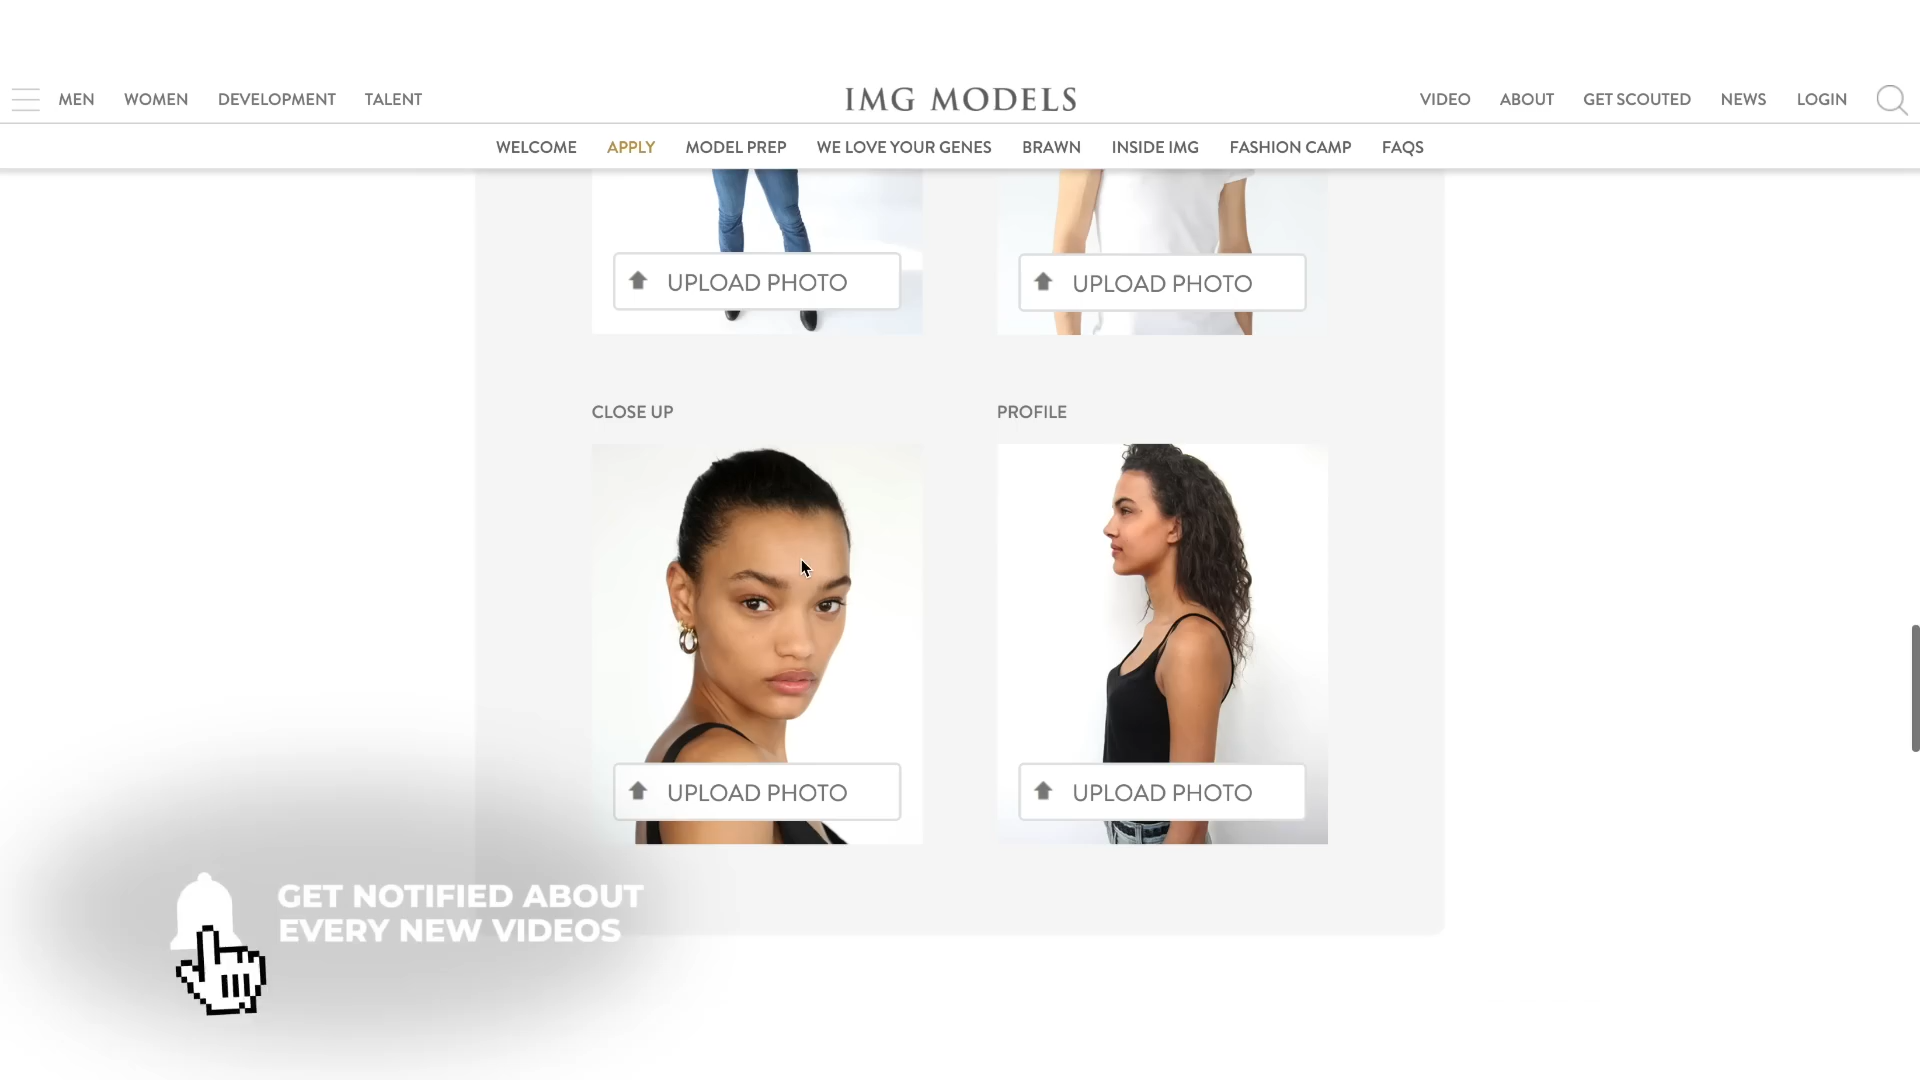 MEN
WOMEN
DEVELOPMENT
TALENT
IMG MODELS
VIDEO
ABOUT
GET SCOUTED
NEWS
LOGIN
WELCOME
APPLY
MODEL PREP
WE LOVE YOUR GENES
BRAWN
INSIDE IMG
FASHION CAMP
FAQS
UPLOAD PHOTO
UPLOAD PHOTO
CLOSE UP
PROFILE
UPLOAD PHOTO
UPLOAD PHOTO
GET NOTIFIED ABOUT
EVERY NEW VIDEOS